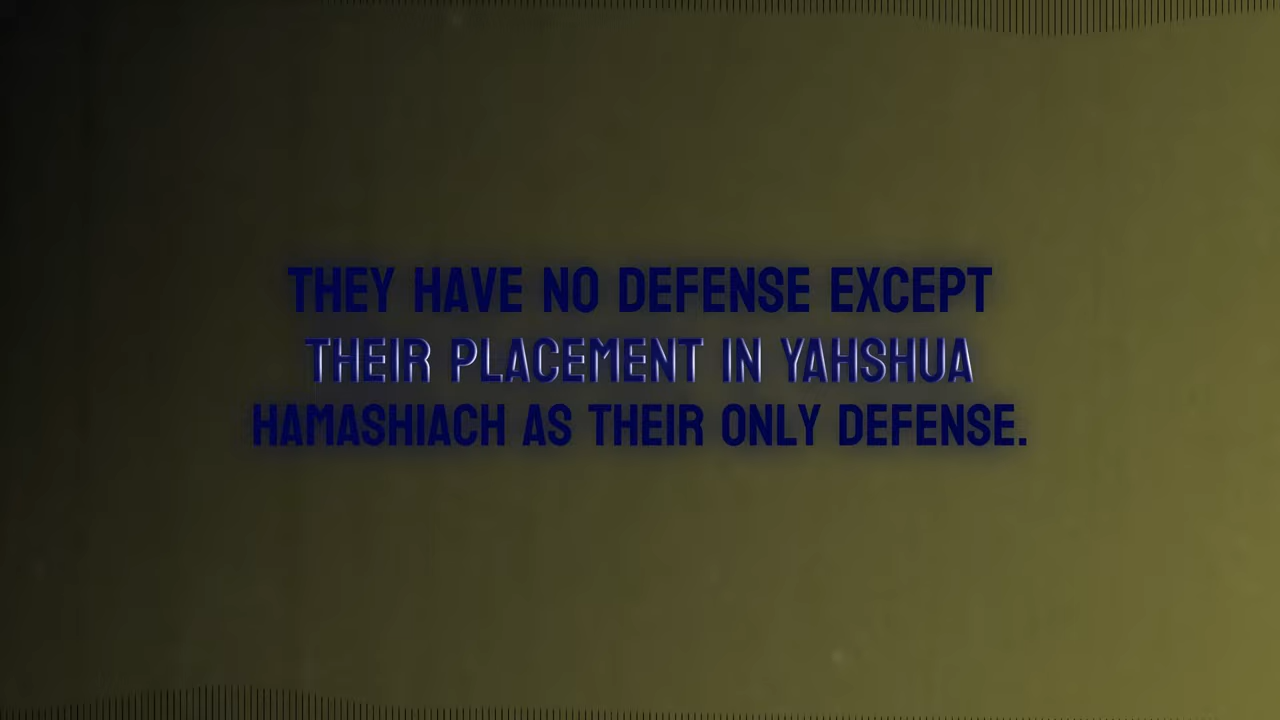 THEY HAVE NO DEFENSE EXCEPT
THEIR PLACEMENT IN YAHSHUA
HAMASHIACH AS THEIR ONLY DEFENSE.